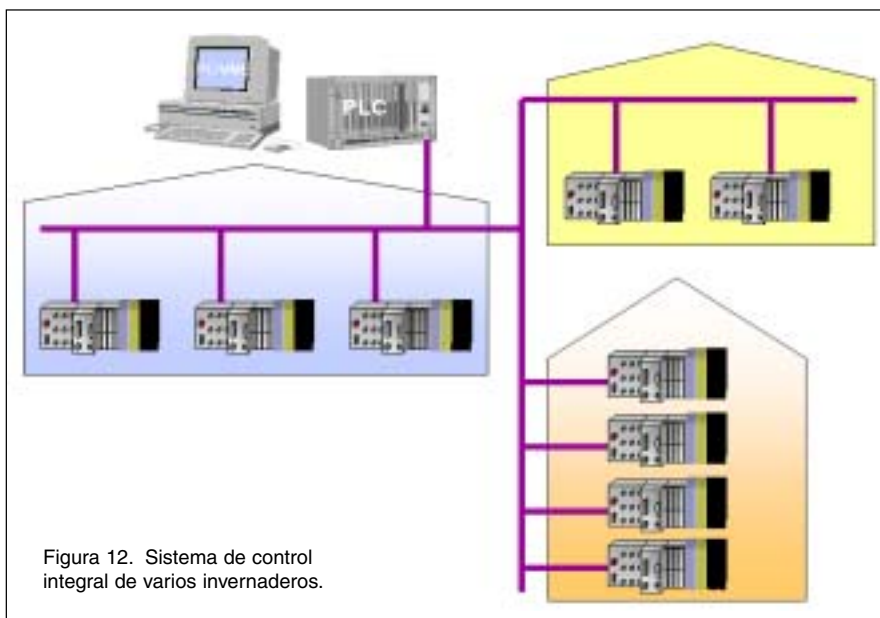 PLC
Figura 12. Sistema de control
integral de varios invernaderos.